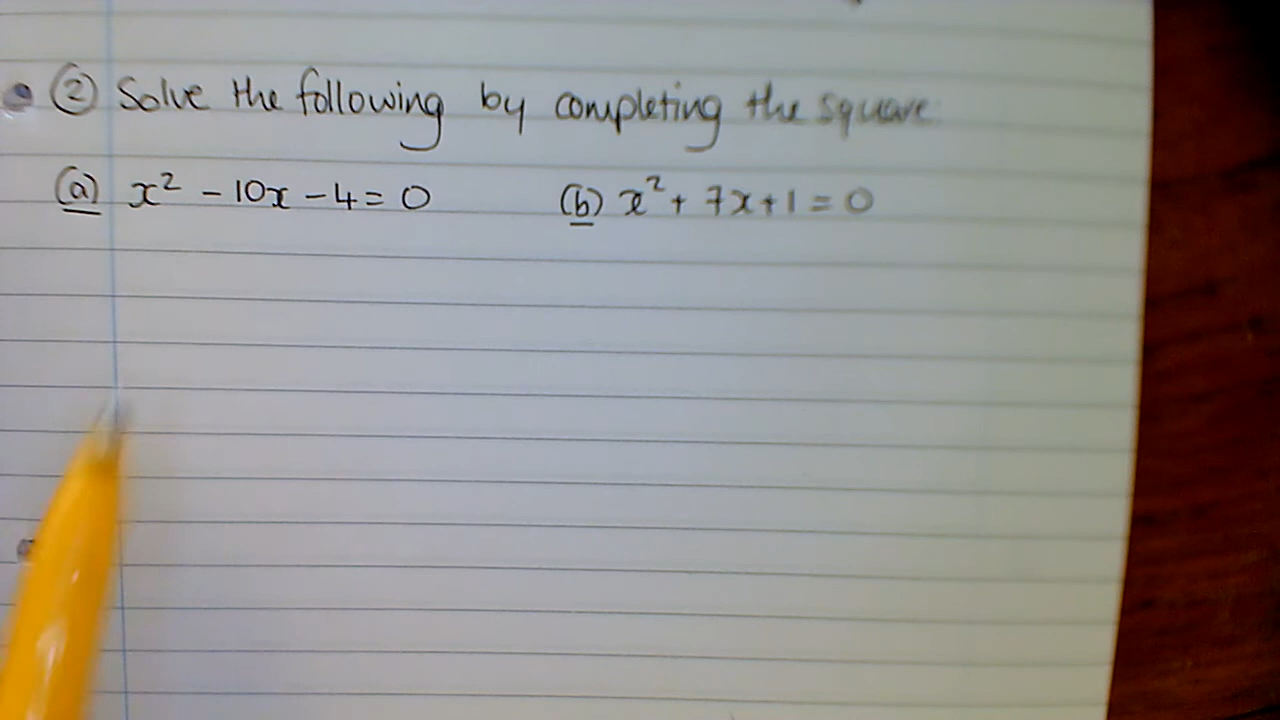 ② Solve the following by completing the square
(a) x² - 10x - 4 = 0 (b) x² + 7x + 1 = 0